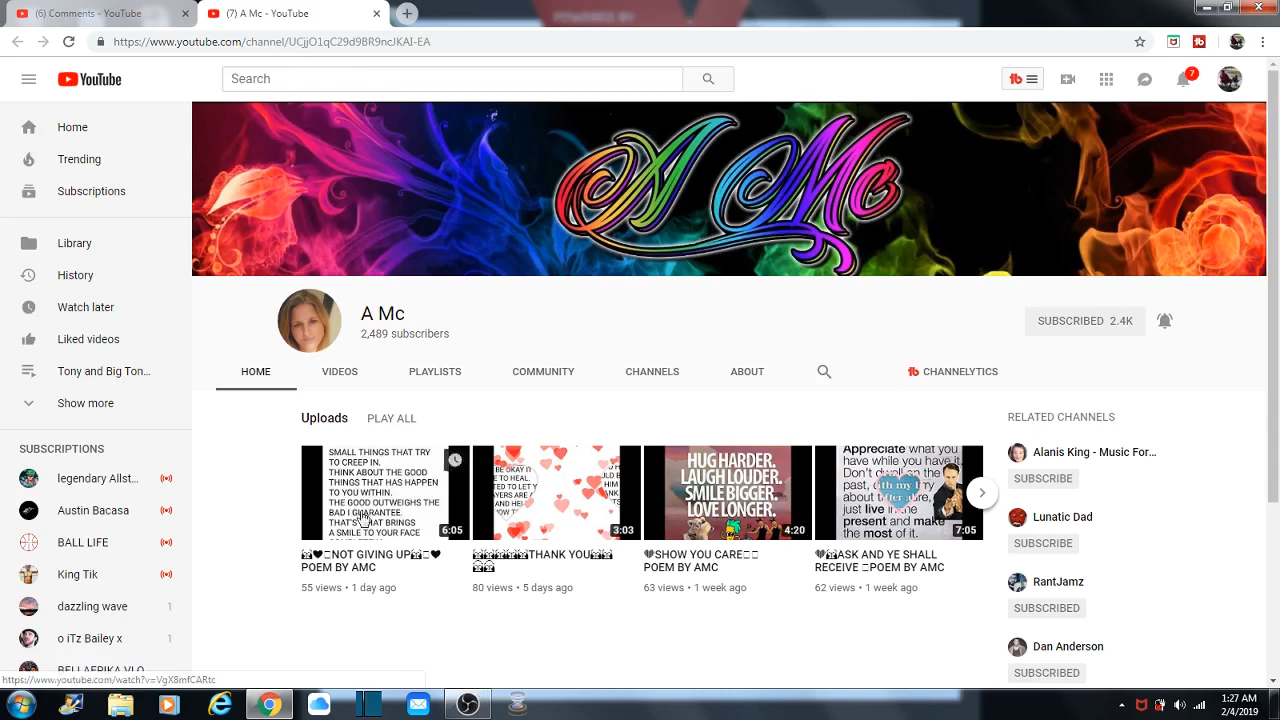 (6) Comments - YouTube
(7) A Mc - YouTube
POWERED BY
https://www.youtube.com/channel/UCjjO1qC29d9BR9ncJKAI-EA
YouTube
Search
tb
7
Home
Trending
Subscriptions
Library
History
Watch later
Liked videos
Tony and Big Ton...
Show more
SUBSCRIPTIONS
legendary Allst...
Austin Bacasa
BALL LIFE
King Tik
dazzling wave 1
o iTz Bailey x 1
BELLAFRIKA VLO
A Mc
A Mc
2,489 subscribers
SUBSCRIBED 2.4K
HOME
VIDEOS
PLAYLISTS
COMMUNITY
CHANNELS
ABOUT
tb CHANNELYTICS
Uploads PLAY ALL
SMALL THINGS THAT TRY
TO CREEP IN.
THINK ABOUT THE GOOD
THINGS THAT HAS HAPPEN
TO YOU WITHIN.
THE GOOD OUTWEIGHS THE
BAD I GUARANTEE.
THAT'S WHAT BRINGS
A SMILE TO YOUR FACE
6:05
NOT GIVING UP
POEM BY AMC
55 views • 1 day ago
3:03
THANK YOU
80 views • 5 days ago
HUG HARDER.
LAUGH LOUDER.
SMILE BIGGER.
LOVE LONGER.
4:20
SHOW YOU CARE
POEM BY AMC
63 views • 1 week ago
Appreciate what you
have while you have it.
past, just live in the
present and make
the most of it.
7:05
ASK AND YE SHALL
RECEIVE POEM BY AMC
62 views • 1 week ago
RELATED CHANNELS
Alanis King - Music For...
SUBSCRIBE
Lunatic Dad
SUBSCRIBE
RantJamz
SUBSCRIBED
Dan Anderson
SUBSCRIBED
https://www.youtube.com/watch?v=VgX8mfCARtc
1:27 AM
2/4/2019